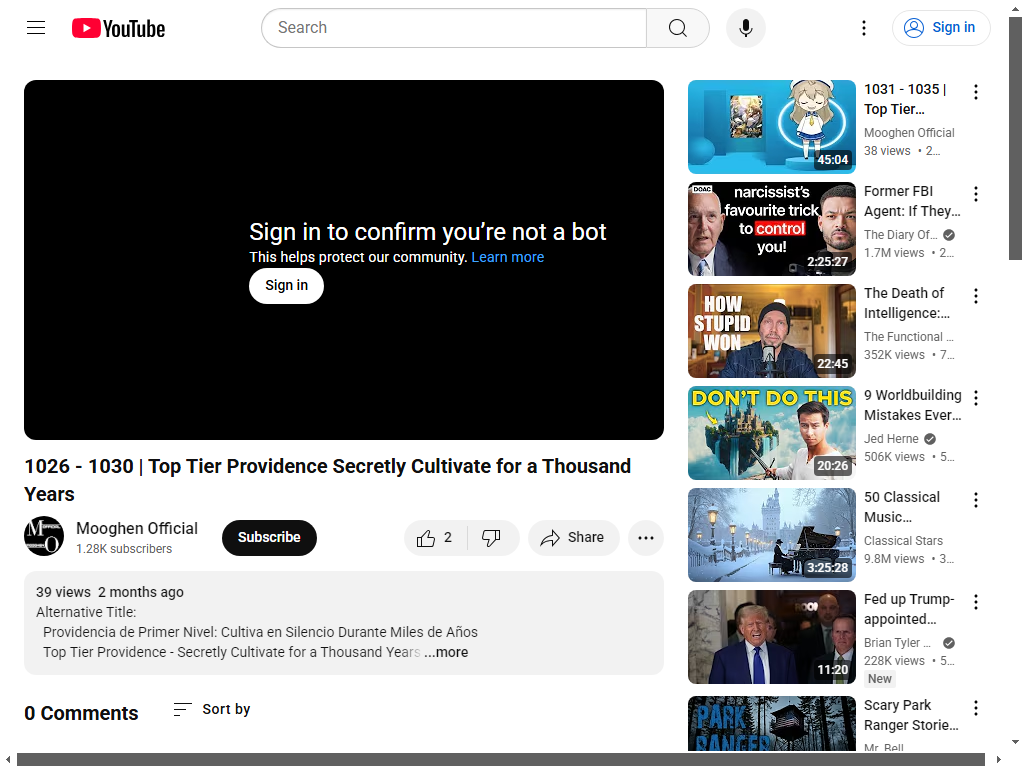 YouTube
Search
Sign in
Sign in to confirm you're not a bot
This helps protect our community. Learn more
Sign in
1026 - 1030 | Top Tier Providence Secretly Cultivate for a Thousand
Years
Mooghen Official
1.28K subscribers
Subscribe
2
Share
39 views 2 months ago
Alternative Title:
Providencia de Primer Nivel: Cultiva en Silencio Durante Miles de Años
Top Tier Providence - Secretly Cultivate for a Thousand Years ...more
0 Comments
Sort by
45:04
1031 - 1035 |
Top Tier...
Mooghen Official
38 views • 2...
DOAC
narcissist's
favourite trick
to control
you!
2:25:27
Former FBI
Agent: If They...
The Diary Of...
1.7M views • 2...
HOW
STUPID
WON
22:45
The Death of
Intelligence:...
The Functional ...
352K views • 7...
DON'T DO THIS
20:26
9 Worldbuilding
Mistakes Ever...
Jed Herne
506K views • 5...
3:25:28
50 Classical
Music...
Classical Stars
9.8M views • 3...
11:20
Fed up Trump-
appointed...
Brian Tyler ...
228K views • 5...
New
PARK
RANGER
Scary Park
Ranger Storie...
Mr. Bell